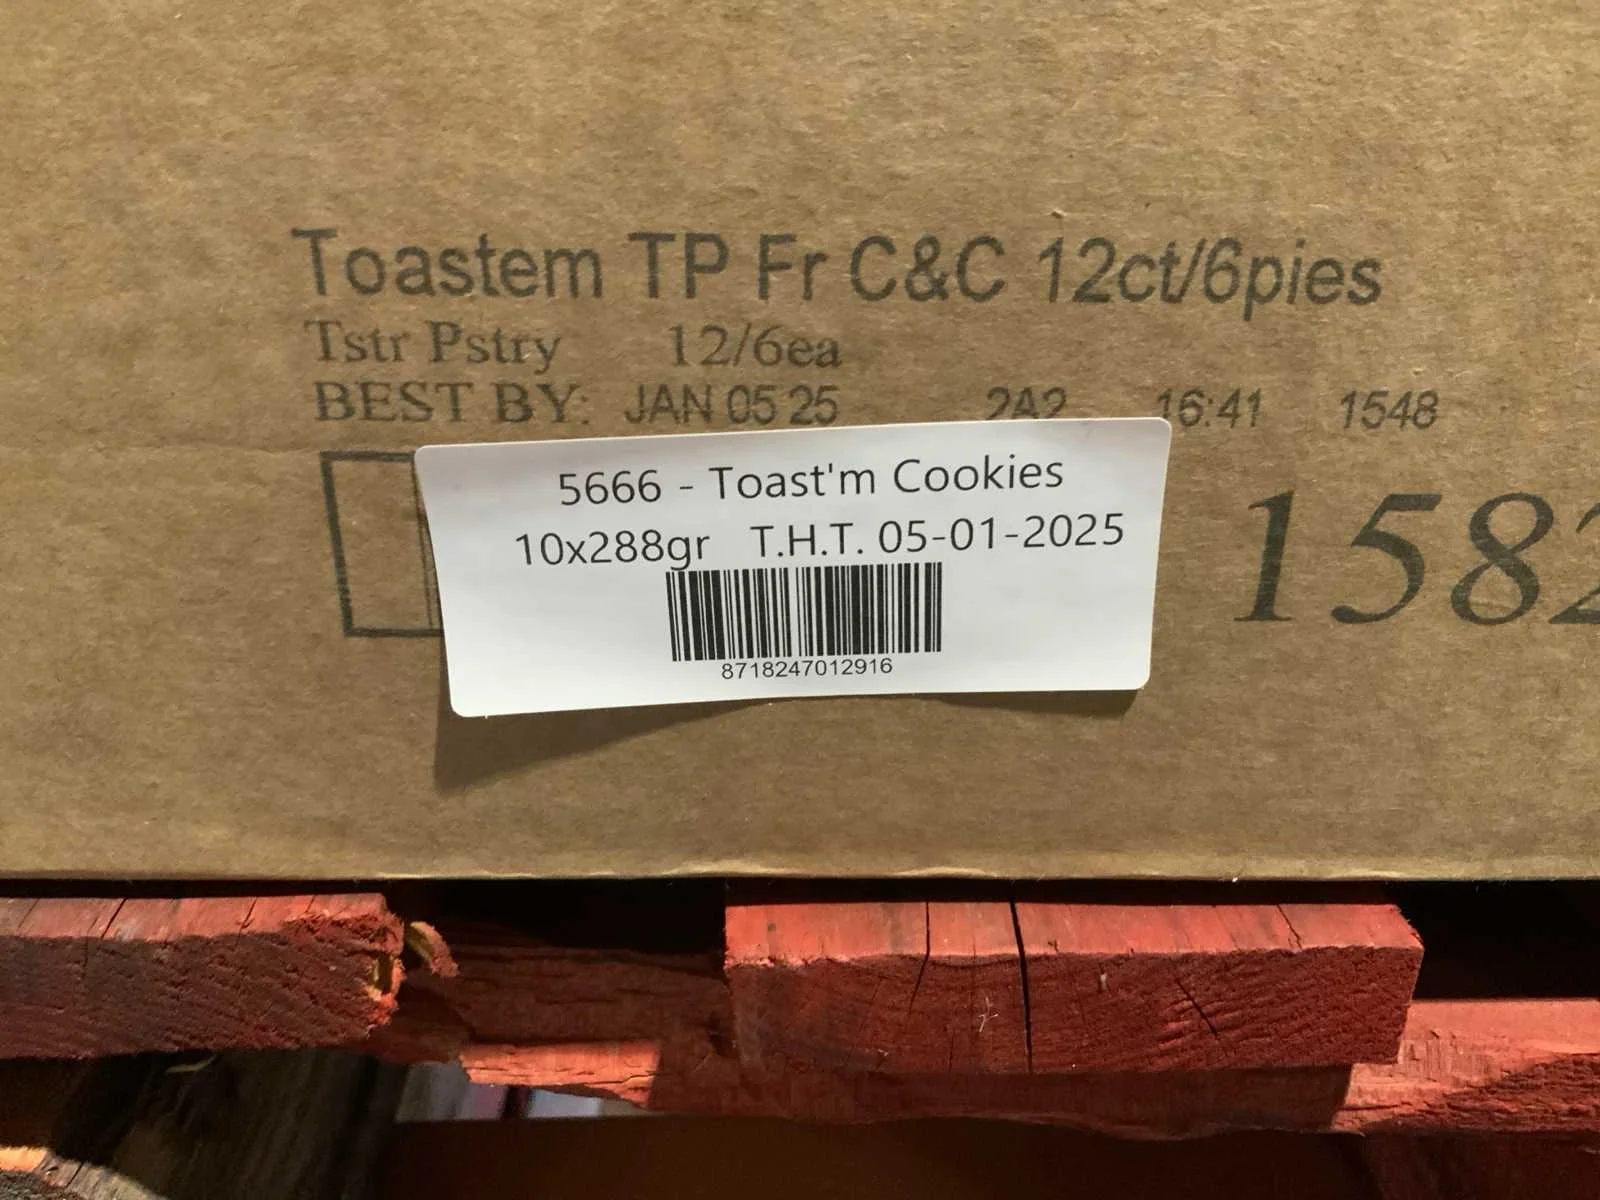 Toastem TP Fr C&C 12ct/6pies
Tstr Pstry 12/6ea
BEST BY: JAN 05 25 2A2 16:41 1548
5666 - Toast'm Cookies
10x288gr T.H.T. 05-01-2025
8718247012916
1582